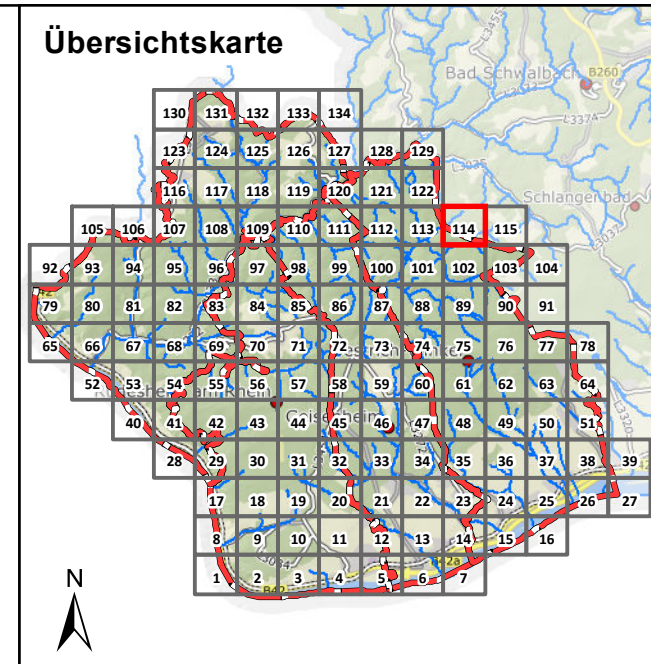 Übersichtskarte
Bad Schwalbach
B260
L3455
L3374
L3035
Schlangenbad
L3037
130 131 132 133 134
123 124 125 126 127 128 129
116 117 118 119 120 121 122
105 106 107 108 109 110 111 112 113 114 115
92 93 94 95 96 97 98 99 100 101 102 103 104
79 80 81 82 83 84 85 86 87 88 89 90 91
65 66 67 68 69 70 71 72 73 74 75 76 77 78
52 53 54 55 56 57 58 59 60 61 62 63 64
40 41 42 43 44 45 46 47 48 49 50 51
28 29 30 31 32 33 34 35 36 37 38 39
17 18 19 20 21 22 23 24 25 26 27
8 9 10 11 12 13 14 15 16
1 2 3 4 5 6 7
Geisenheim
L3320
L3034
B42
B42a
N